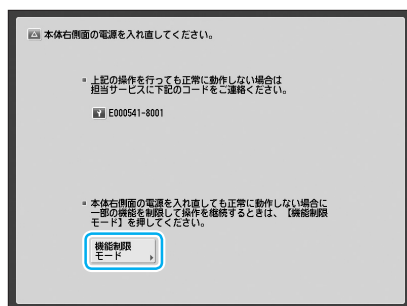 本体右側面の電源を入れ直してください。
▪ 上記の操作を行っても正常に動作しない場合は
担当サービスに下記のコードをご連絡ください。
E000541-8001
▪ 本体右側面の電源を入れ直しても正常に動作しない場合に
一部の機能を制限して操作を継続するときは、【機能制限
モード】を押してください。
機能制限
モード